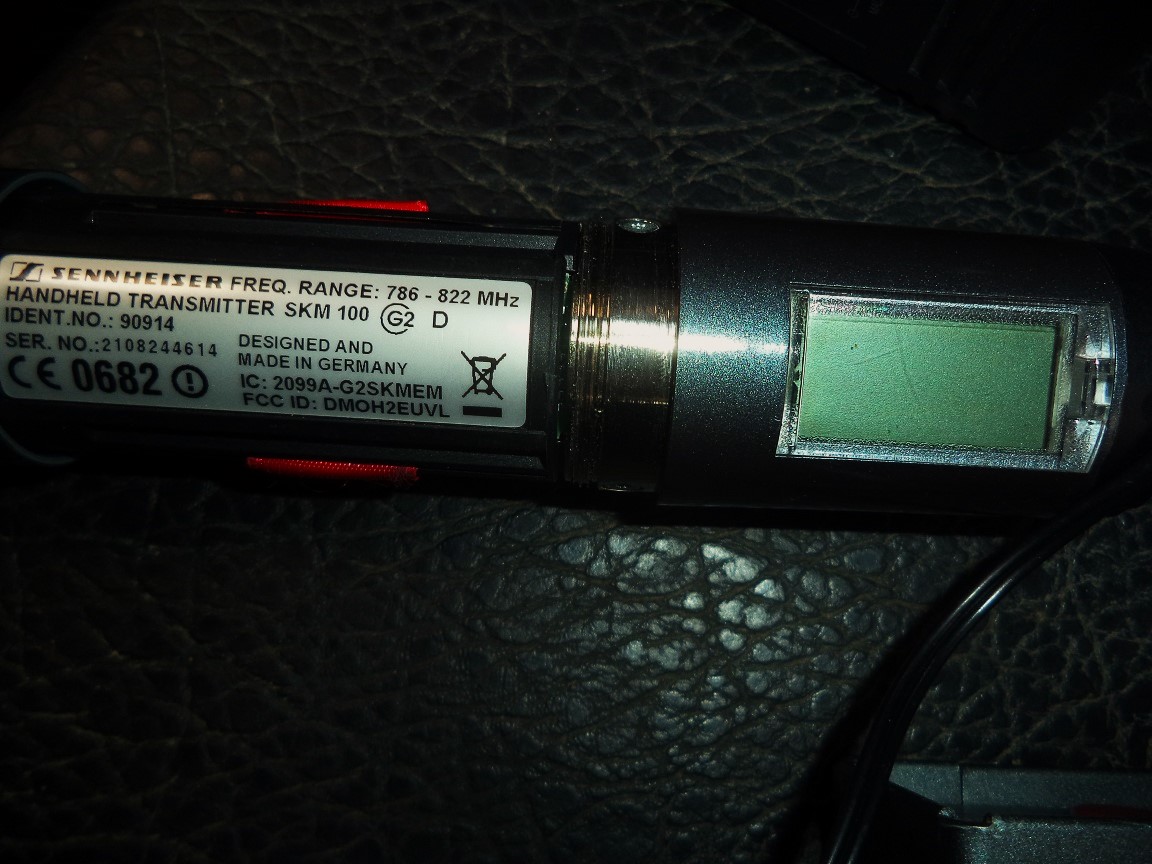 SENNHEISER FREQ. RANGE: 786 - 822 MHz
HANDHELD TRANSMITTER SKM 100 G2 D
IDENT.NO.: 90914
SER. NO.:2108244614
CE 0682
DESIGNED AND
MADE IN GERMANY
IC: 2099A-G2SKMEM
FCC ID: DMOH2EUVL